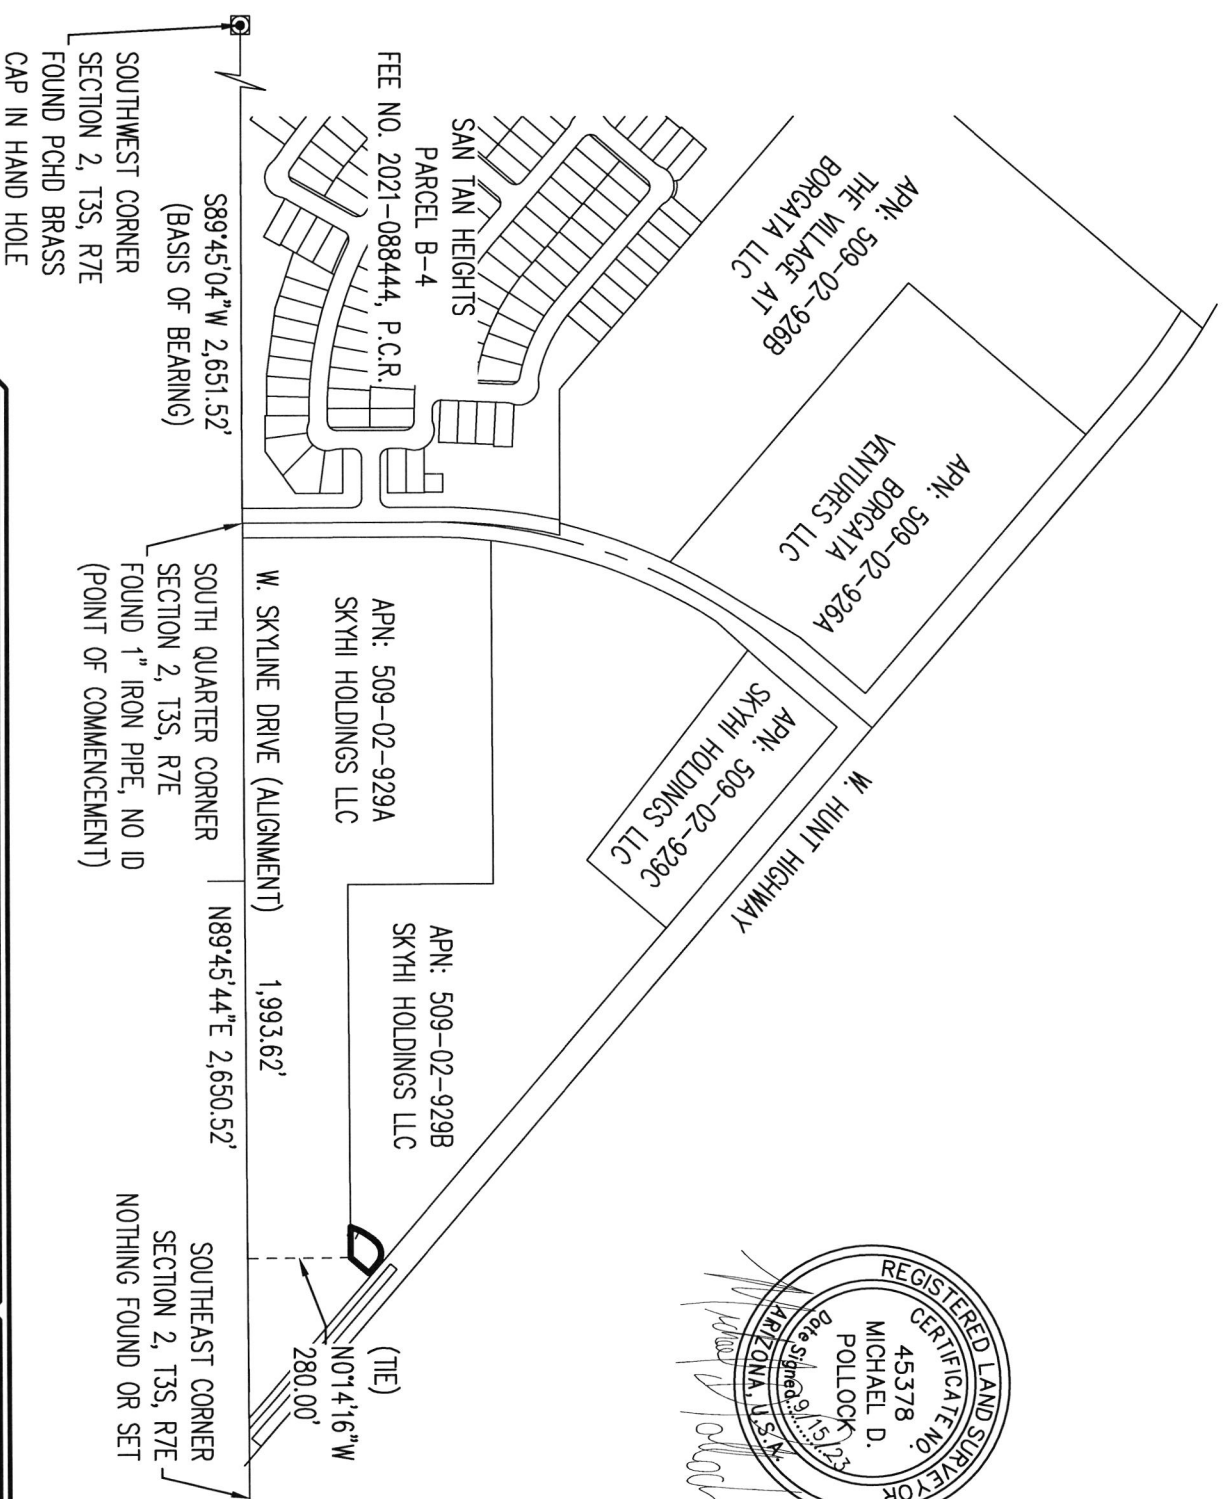 APN: 509-02-926B
THE VILLAGE AT
BORGATA LLC
APN: 509-02-926A
BORGATA
VENTURES LLC
SAN TAN HEIGHTS
PARCEL B-4
FEE NO. 2021-088444, P.C.R.
S89°45'04"W 2,651.52'
(BASIS OF BEARING)
SOUTHWEST CORNER
SECTION 2, T3S, R7E
FOUND PCHD BRASS
CAP IN HAND HOLE
W. HUNT HIGHWAY
APN: 509-02-929C
SKYHI HOLDINGS LLC
APN: 509-02-929A
SKYHI HOLDINGS LLC
W. SKYLINE DRIVE (ALIGNMENT)
SOUTH QUARTER CORNER
SECTION 2, T3S, R7E
FOUND 1" IRON PIPE, NO ID
(POINT OF COMMENCEMENT)
APN: 509-02-929B
SKYHI HOLDINGS LLC
1,993.62'
N89°45'44"E 2,650.52'
(TIE)
N0°14'16"W
280.00'
SOUTHEAST CORNER
SECTION 2, T3S, R7E
NOTHING FOUND OR SET
REGISTERED LAND SURVEYOR
CERTIFICATE NO.
45378
MICHAEL D.
POLLOCK
Date Signed 9/15/23
ARIZONA, U.S.A.